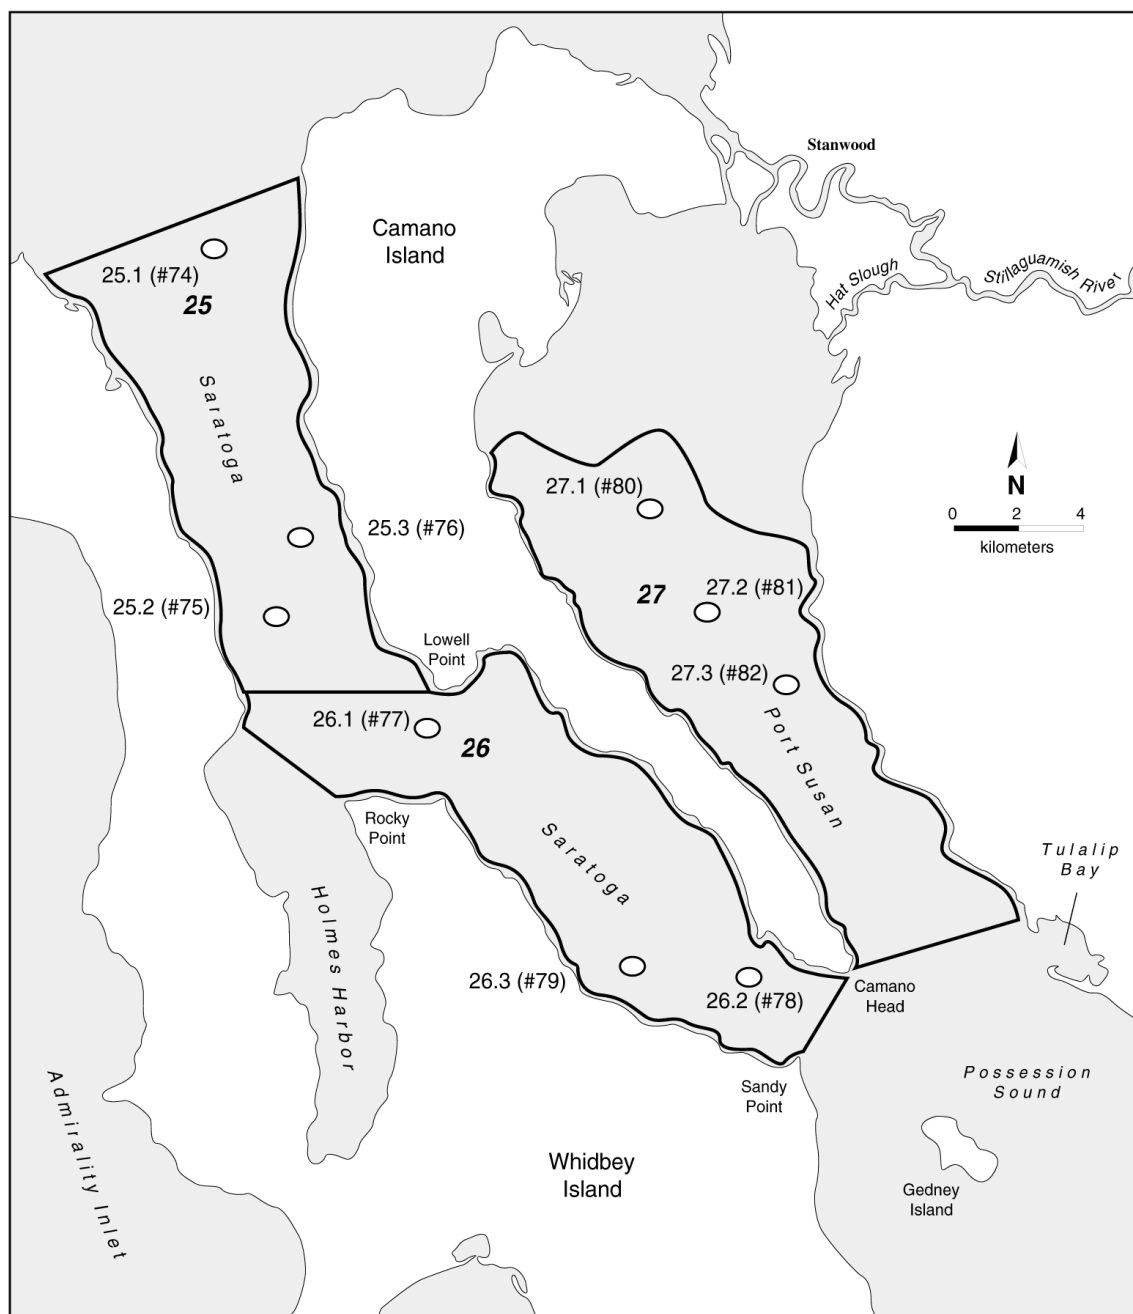 Stanwood
Camano
Island
Hat Slough
Stillaguamish River
25.1 (#74)
25
Saratoga
N
0 2 4
kilometers
27.1 (#80)
25.3 (#76)
27.2 (#81)
27
25.2 (#75)
Lowell
Point
27.3 (#82)
26.1 (#77)
26
Port Susan
Rocky
Point
Saratoga
Tulalip
Bay
Holmes Harbor
26.3 (#79)
26.2 (#78)
Camano
Head
Possession
Sound
Sandy
Point
Admirality Inlet
Whidbey
Island
Gedney
Island